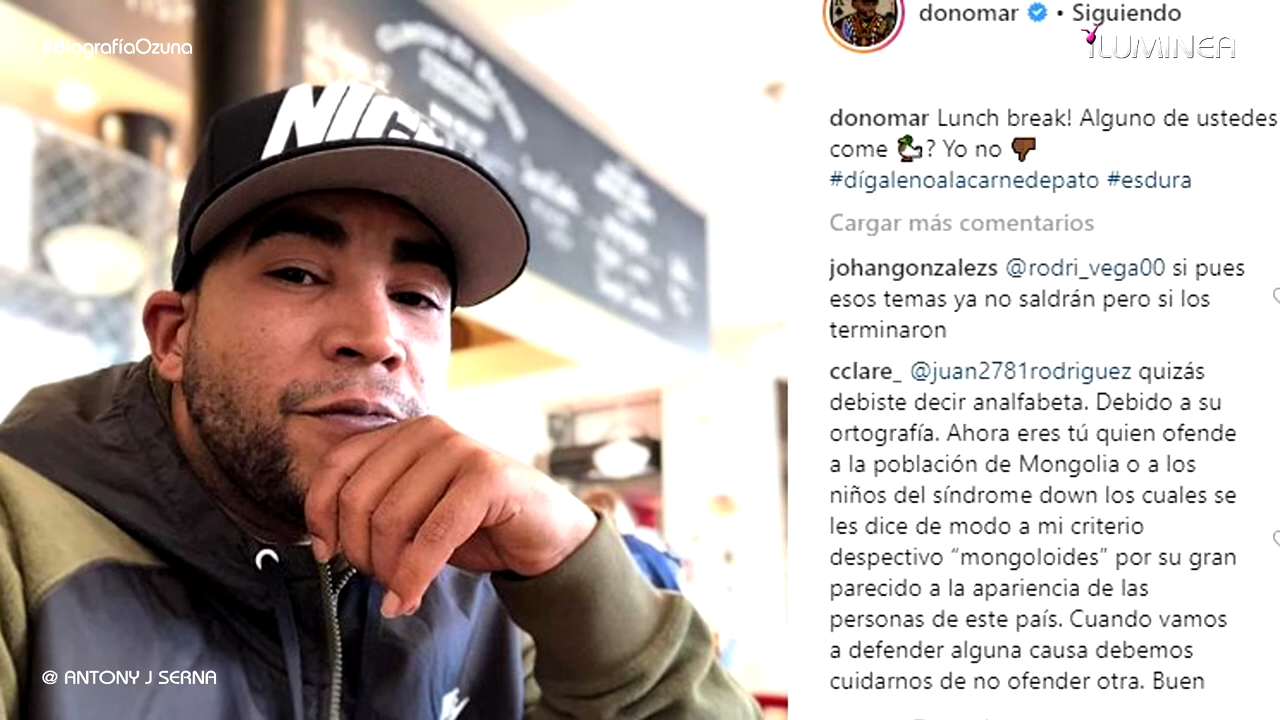 #BiografíaOzuna
donomar • Siguiendo
ILUMINEA
NICE
donomar Lunch break! Alguno de ustedes
come 🦆? Yo no 👎🏾
#dígalenoalacarnedepato #esdura
Cargar más comentarios
johangonzalezs @rodri_vega00 si pues
esos temas ya no saldrán pero si los
terminaron
cclare_ @juan2781rodriguez quizás
debiste decir analfabeta. Debido a su
ortografía. Ahora eres tú quien ofende
a la población de Mongolia o a los
niños del síndrome down los cuales se
les dice de modo a mi criterio
despectivo “mongoloides” por su gran
parecido a la apariencia de las
personas de este país. Cuando vamos
a defender alguna causa debemos
cuidarnos de no ofender otra. Buen
@ ANTONY J SERNA